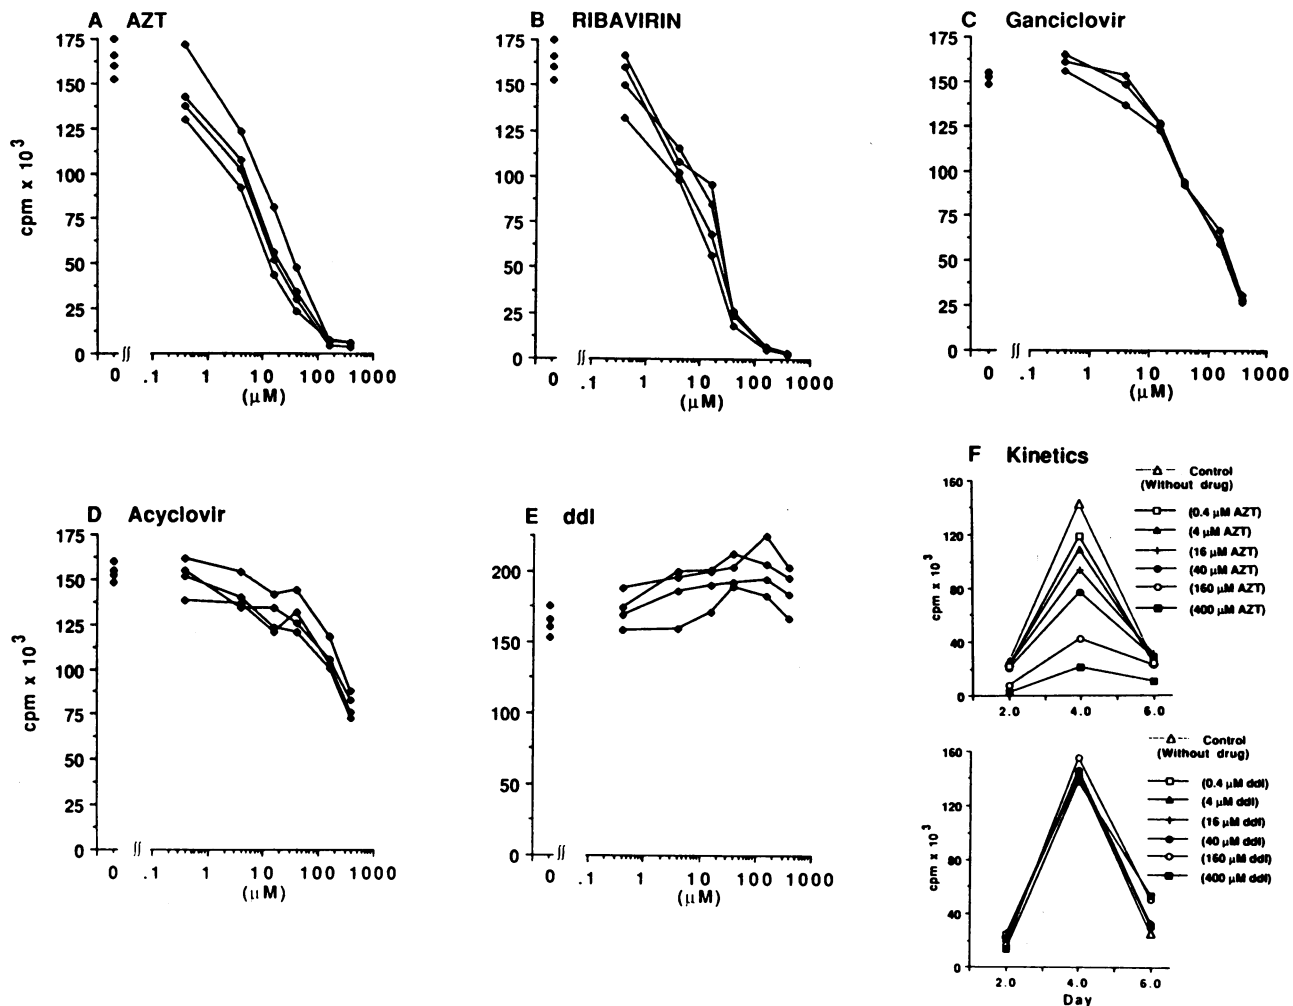 A AZT
175
150
125
100
75
50
25
0
cpm x 10³
0 .1 1 10 100 1000
(µM)
B RIBAVIRIN
175
150
125
100
75
50
25
0
0 .1 1 10 100 1000
(µM)
C Ganciclovir
175
150
125
100
75
50
25
0
0 .1 1 10 100 1000
(µM)
D Acyclovir
175
150
125
100
75
50
25
0
cpm x 10³
0 .1 1 10 100 1000
(µM)
E ddI
200
150
100
50
0
0 .1 1 10 100 1000
(µM)
F Kinetics
160
120
80
40
0
cpm x 10³
2.0 4.0 6.0
Control
(Without drug)
(0.4 µM AZT)
(4 µM AZT)
(16 µM AZT)
(40 µM AZT)
(160 µM AZT)
(400 µM AZT)
160
120
80
40
0
cpm x 10³
2.0 4.0 6.0
Day
Control
(Without drug)
(0.4 µM ddI)
(4 µM ddI)
(16 µM ddI)
(40 µM ddI)
(160 µM ddI)
(400 µM ddI)